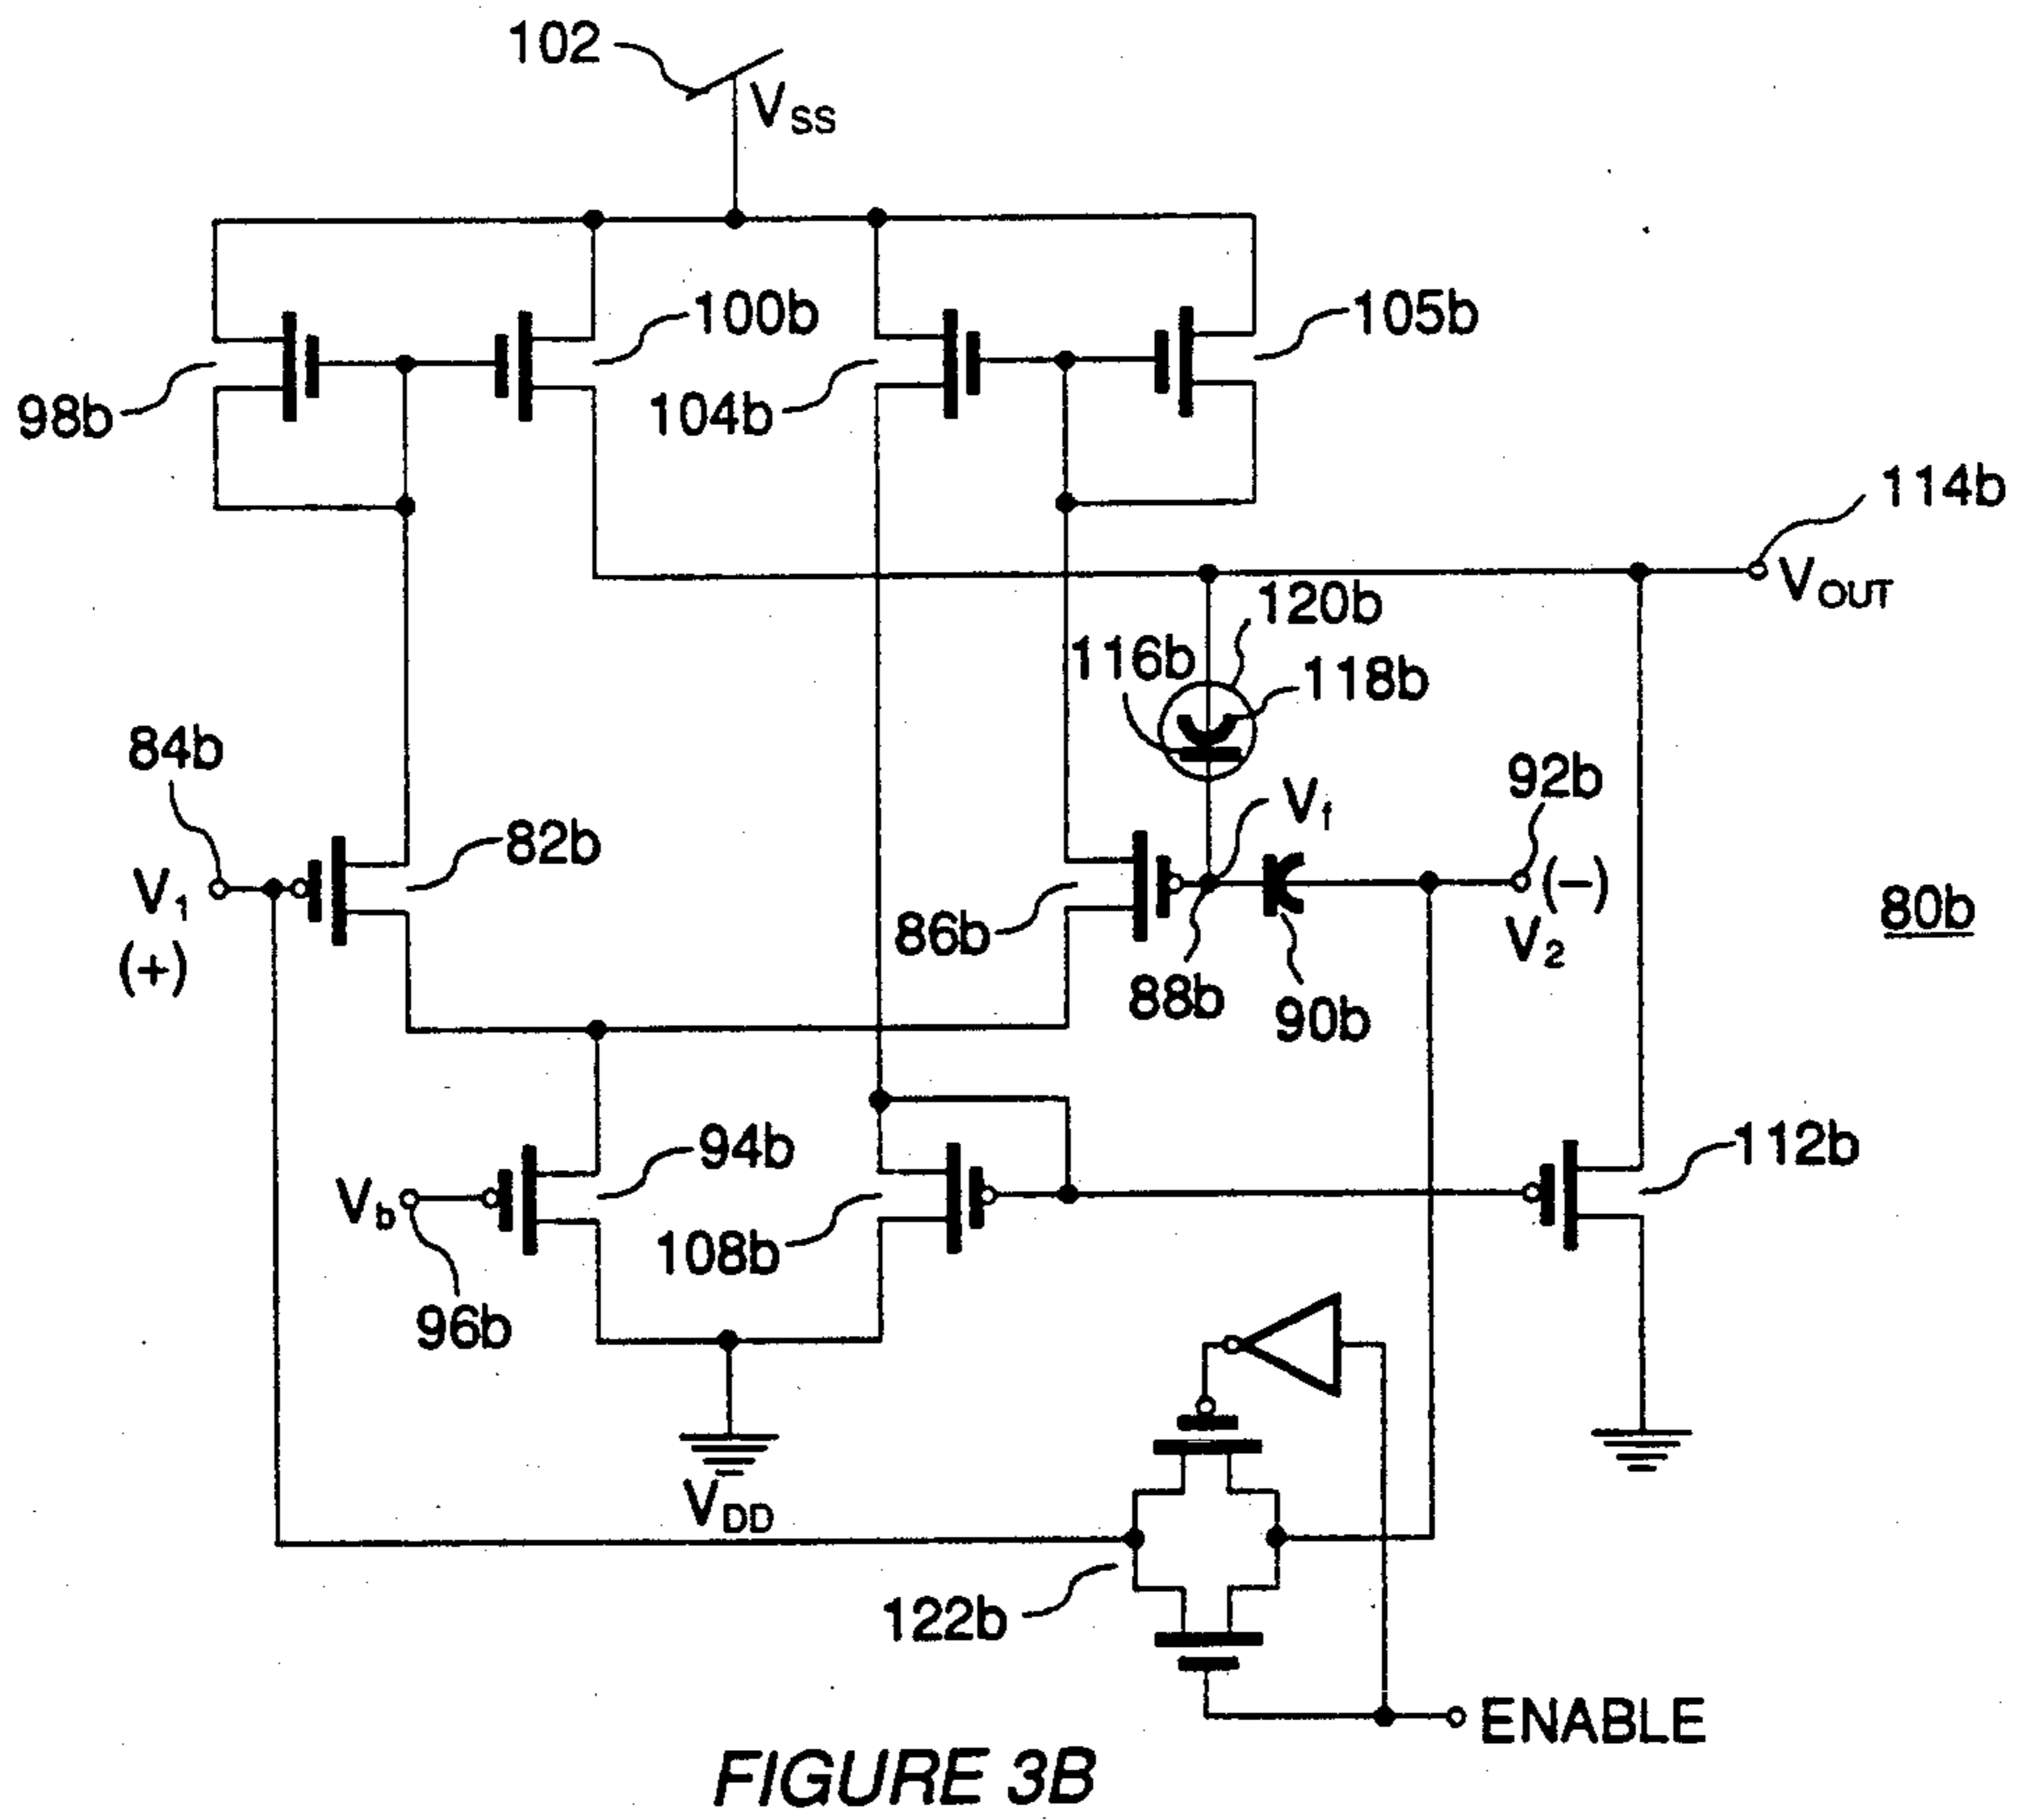 102
VSS
98b
100b
104b
105b
114b
VOUT
120b
116b
118b
84b
V1
(+)
82b
Vf
92b
(−)
V2
86b
88b
90b
80b
Vb
96b
94b
108b
112b
VDD
122b
ENABLE
FIGURE 3B